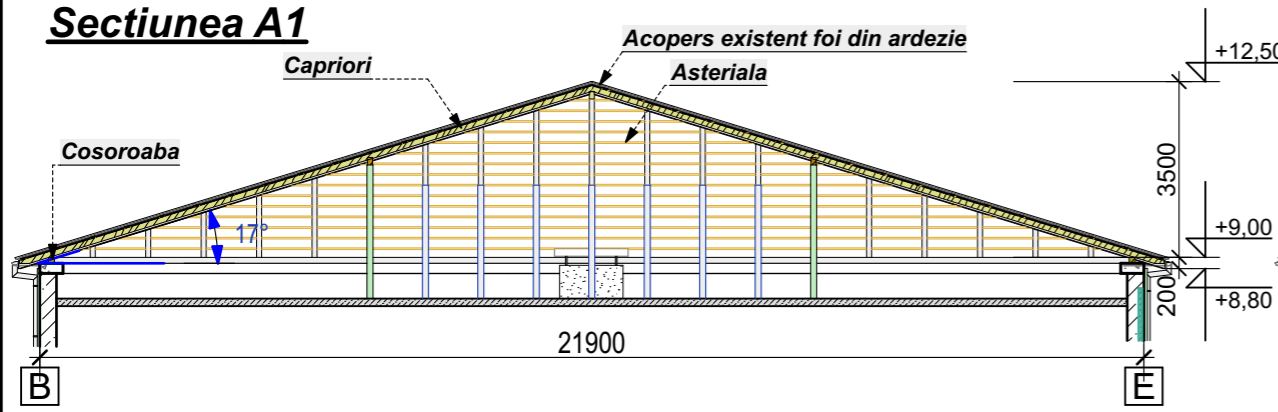 Sectiunea A1
Acopers existent foi din ardezie
Capriori
Asteriala
Cosoroaba
17°
+12,50
3500
+9,00
200
+8,80
21900
B
E